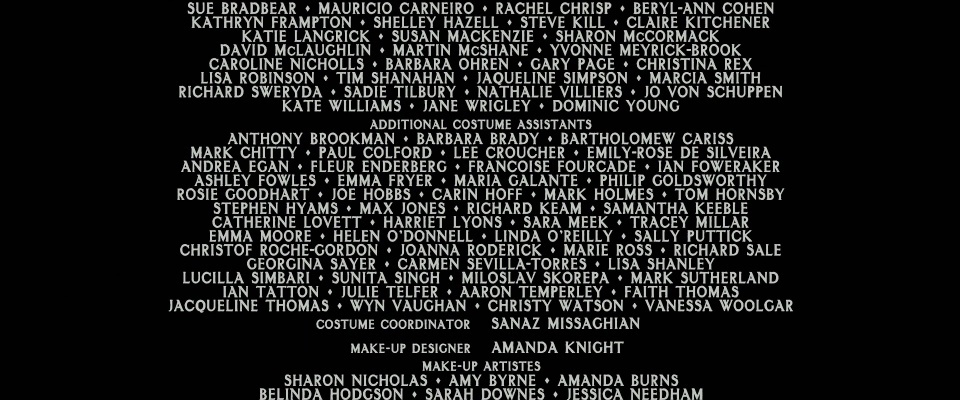 SUE BRADBEAR • MAURICIO CARNEIRO • RACHEL CHRISP • BERYL-ANN COHEN
KATHRYN FRAMPTON • SHELLEY HAZELL • STEVE KILL • CLAIRE KITCHENER
KATIE LANGRICK • SUSAN MACKENZIE • SHARON McCORMACK
DAVID McLAUGHLIN • MARTIN McSHANE • YVONNE MEYRICK-BROOK
CAROLINE NICHOLLS • BARBARA OHREN • GARY PAGE • CHRISTINA REX
LISA ROBINSON • TIM SHANAHAN • JAQUELINE SIMPSON • MARCIA SMITH
RICHARD SWERYDA • SADIE TILBURY • NATHALIE VILLIERS • JO VON SCHUPPEN
KATE WILLIAMS • JANE WRIGLEY • DOMINIC YOUNG
ADDITIONAL COSTUME ASSISTANTS
ANTHONY BROOKMAN • BARBARA BRADY • BARTHOLOMEW CARISS
MARK CHITTY • PAUL COLFORD • LEE CROUCHER • EMILY-ROSE DE SILVEIRA
ANDREA EGAN • FLEUR ENDERBERG • FRANCOISE FOURCADE • IAN FOWERAKER
ASHLEY FOWLES • EMMA FRYER • MARIA GALANTE • PHILIP GOLDSWORTHY
ROSIE GOODHART • JOE HOBBS • CARIN HOFF • MARK HOLMES • TOM HORNSBY
STEPHEN HYAMS • MAX JONES • RICHARD KEAM • SAMANTHA KEEBLE
CATHERINE LOVETT • HARRIET LYONS • SARA MEEK • TRACEY MILLAR
EMMA MOORE • HELEN O'DONNELL • LINDA O'REILLY • SALLY PUTTICK
CHRISTOF ROCHE-GORDON • JOANNA RODERICK • MARIE ROSS • RICHARD SALE
GEORGINA SAYER • CARMEN SEVILLA-TORRES • LISA SHANLEY
LUCILLA SIMBARI • SUNITA SINGH • MILOSLAV SKOREPA • MARK SUTHERLAND
IAN TATTON • JULIE TELFER • AARON TEMPERLEY • FAITH THOMAS
JACQUELINE THOMAS • WYN VAUGHAN • CHRISTY WATSON • VANESSA WOOLGAR
COSTUME COORDINATOR SANAZ MISSAGHIAN
MAKE-UP DESIGNER AMANDA KNIGHT
MAKE-UP ARTISTES
SHARON NICHOLAS • AMY BYRNE • AMANDA BURNS
BELINDA HODGSON • SARAH DOWNES • JESSICA NEEDHAM